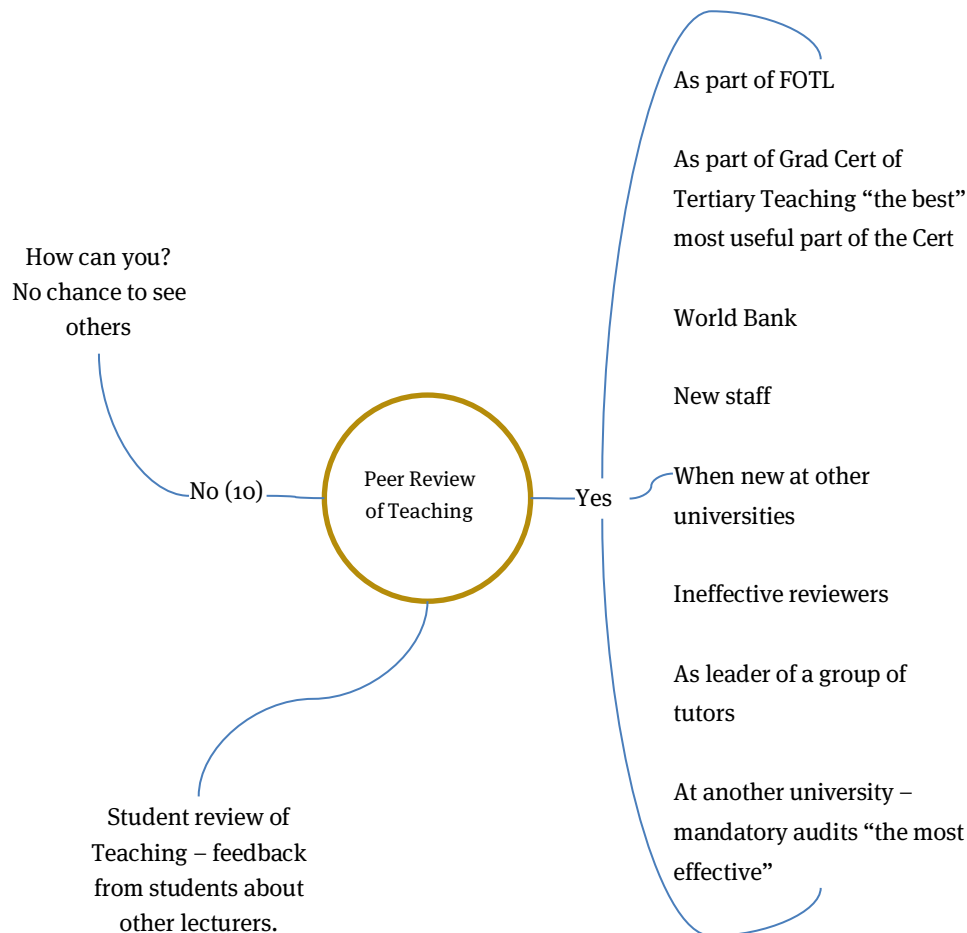 How can you?
No chance to see
others
No (10)
Peer Review
of Teaching
Yes
As part of FOTL
As part of Grad Cert of
Tertiary Teaching “the best”
most useful part of the Cert
World Bank
New staff
When new at other
universities
Ineffective reviewers
As leader of a group of
tutors
At another university –
mandatory audits “the most
effective”
Student review of
Teaching – feedback
from students about
other lecturers.